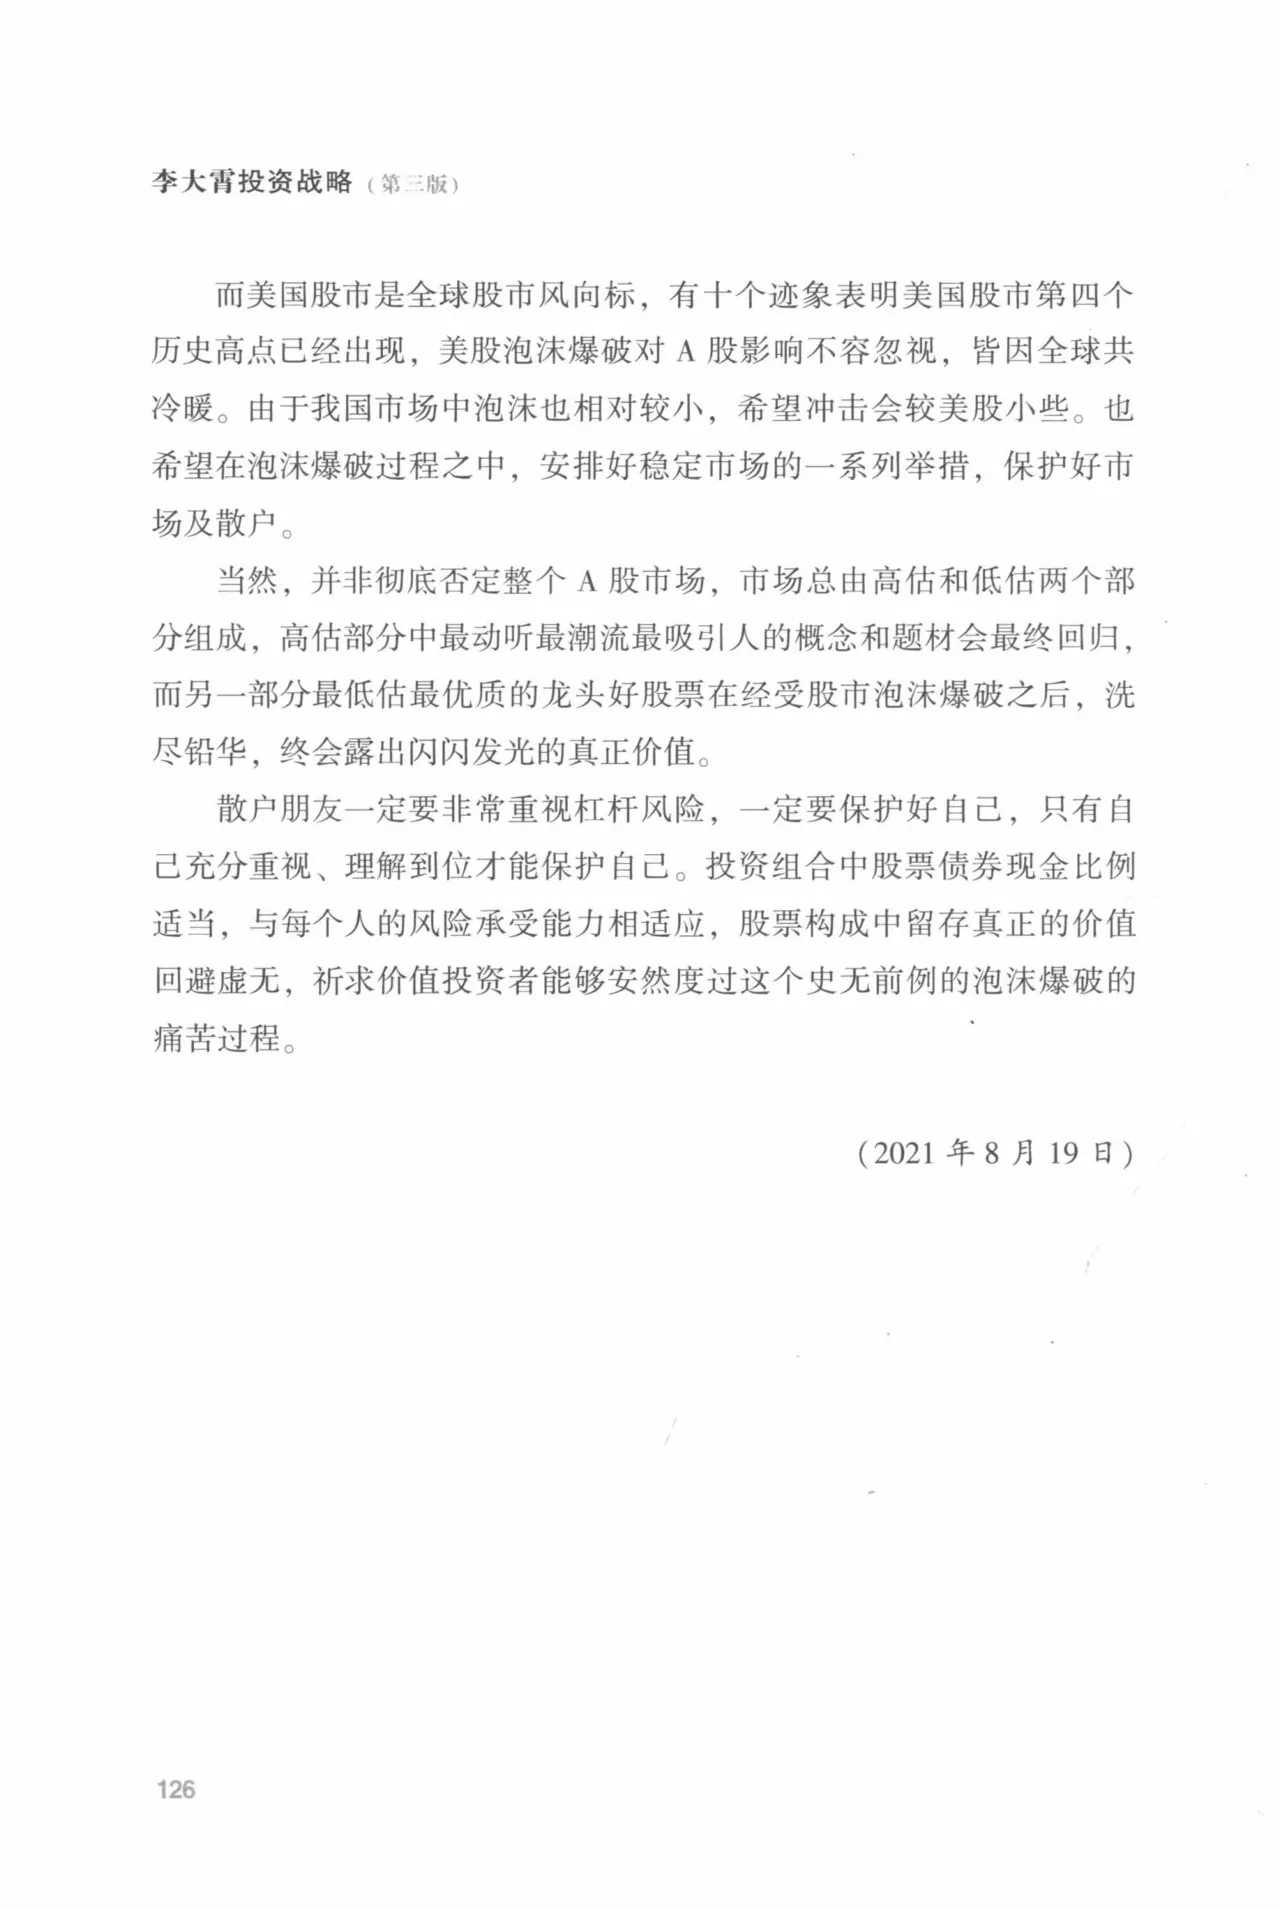 李大霄投资战略（第三版）
而美国股市是全球股市风向标，有十个迹象表明美国股市第四个
历史高点已经出现，美股泡沫爆破对 A 股影响不容忽视，皆因全球共
冷暖。由于我国市场中泡沫也相对较小，希望冲击会较美股小些。也
希望在泡沫爆破过程之中，安排好稳定市场的一系列举措，保护好市
场及散户。
当然，并非彻底否定整个 A 股市场，市场总由高估和低估两个部
分组成，高估部分中最动听最潮流最吸引人的概念和题材会最终回归，
而另一部分最低估最优质的龙头好股票在经受股市泡沫爆破之后，洗
尽铅华，终会露出闪闪发光的真正价值。
散户朋友一定要非常重视杠杆风险，一定要保护好自己，只有自
己充分重视、理解到位才能保护自己。投资组合中股票债券现金比例
适当，与每个人的风险承受能力相适应，股票构成中留存真正的价值
回避虚无，祈求价值投资者能够安然度过这个史无前例的泡沫爆破的
痛苦过程。
（2021 年 8 月 19 日）
126